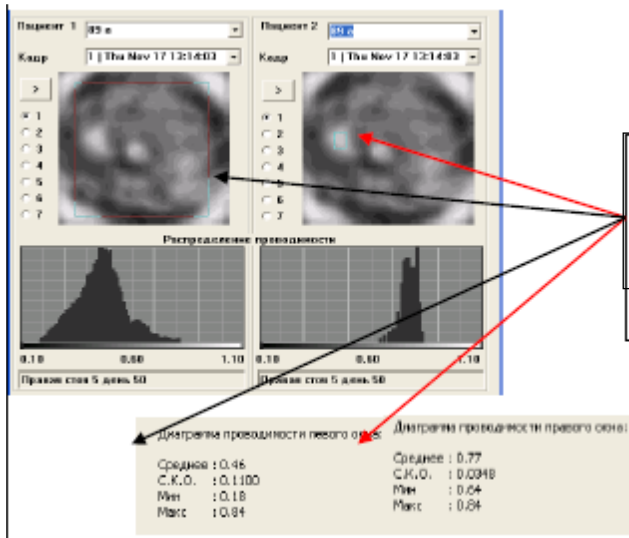 Пациент 1 89 п
Кадр 1 | Thu Nov 17 13:14:03
>
1
2
3
4
5
6
7
Пациент 2 89 п
Кадр 1 | Thu Nov 17 13:14:03
>
1
2
3
4
5
6
7
Распределение проводимости
0.10 0.60 1.10
0.10 0.60 1.10
Правая стоп 5 день 50
Правая стоп 5 день 50
Диаграмма проводимости левого окна:
Среднее : 0.46
С.К.О. : 0.1100
Мин : 0.18
Макс : 0.84
Диаграмма проводимости правого окна:
Среднее : 0.77
С.К.О. : 0.0348
Мин : 0.64
Макс : 0.84